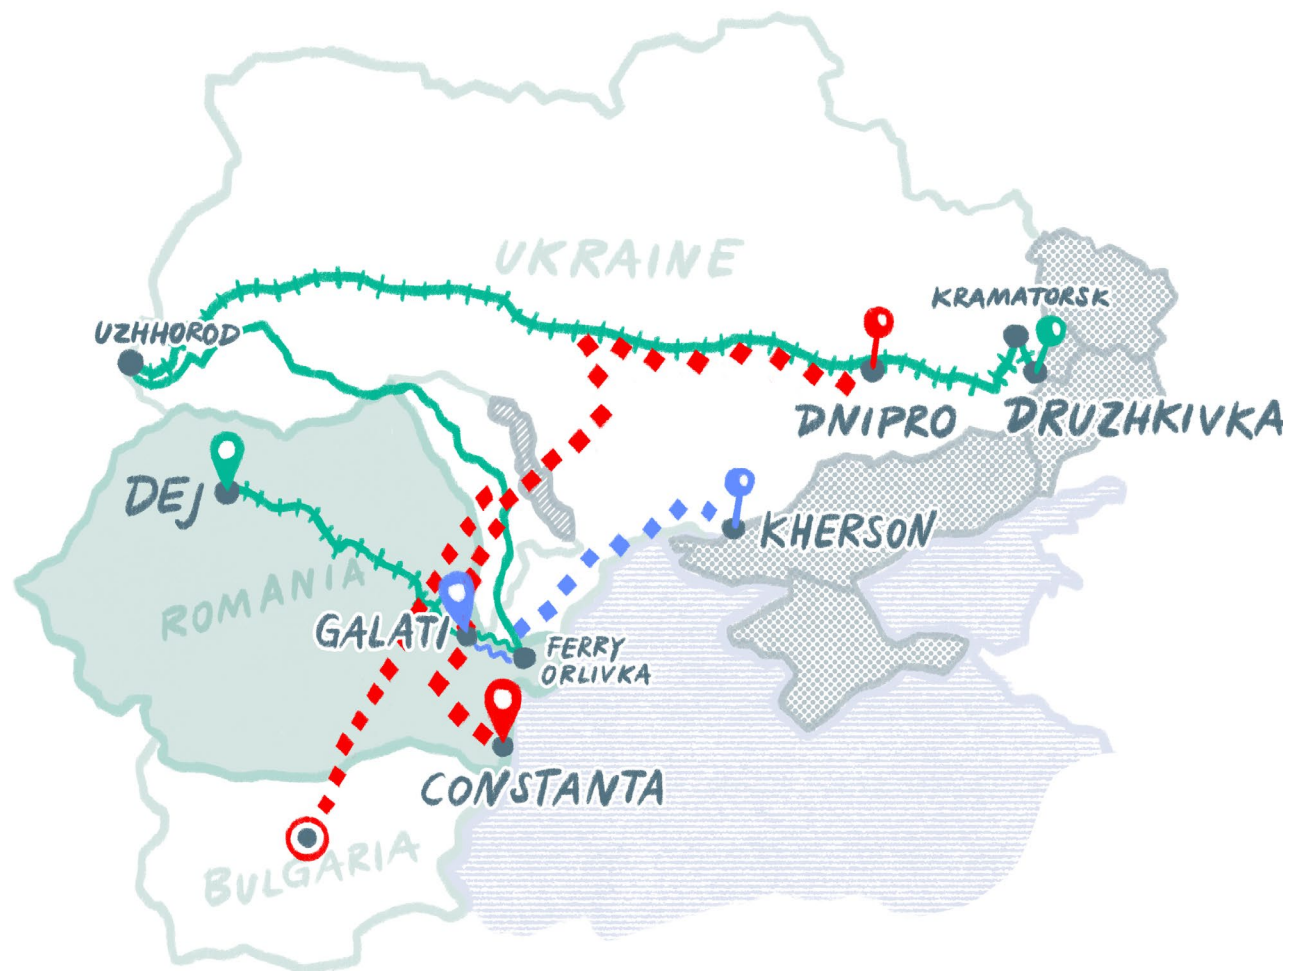 UKRAINE
KRAMATORSK
UZHHOROD
DNIPRO
DRUZHKIVKA
DEJ
KHERSON
ROMANIA
GALATI
FERRY
ORLIVKA
CONSTANTA
BULGARIA